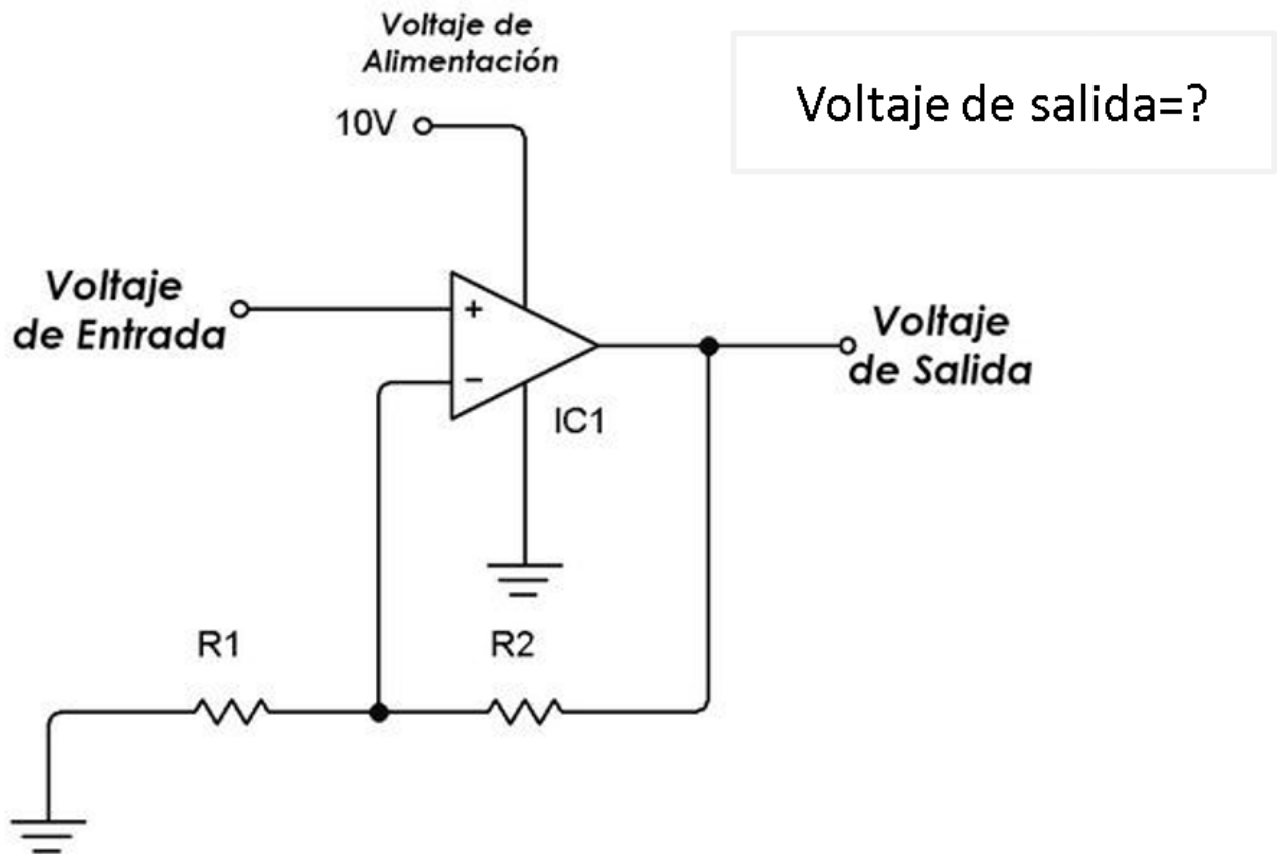 Voltaje de
Alimentación
Voltaje de salida=?
10V
Voltaje
de Entrada
+
−
IC1
Voltaje
de Salida
R1
R2